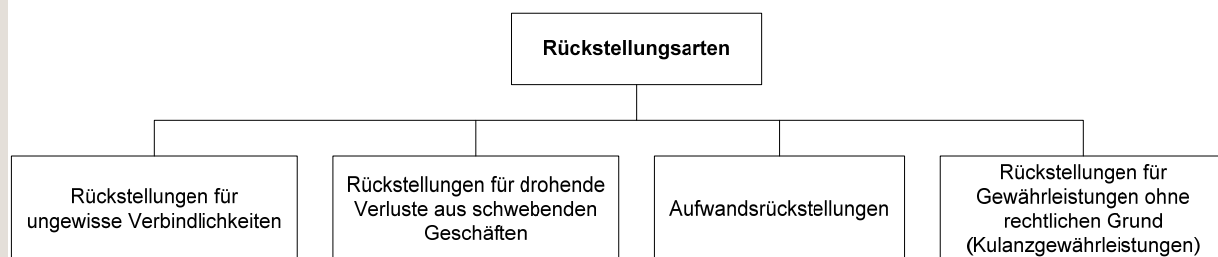 Rückstellungsarten
Rückstellungen für
ungewisse Verbindlichkeiten
Rückstellungen für drohende
Verluste aus schwebenden
Geschäften
Aufwandsrückstellungen
Rückstellungen für
Gewährleistungen ohne
rechtlichen Grund
(Kulanzgewährleistungen)